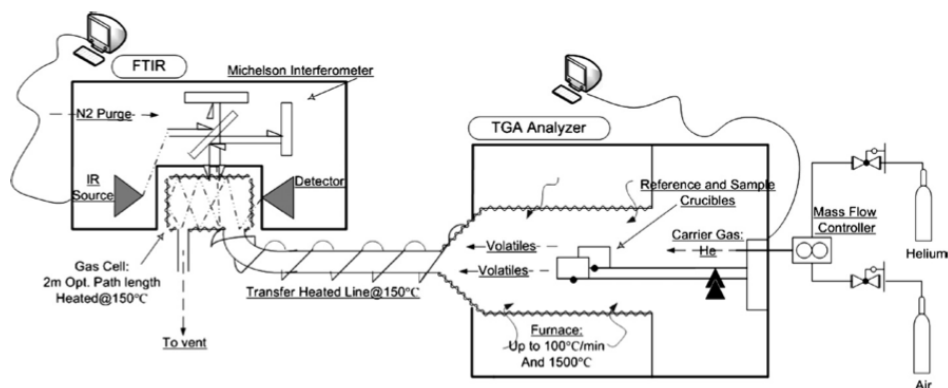 FTIR
Michelson Interferometer
N2 Purge
IR
Source
Detector
Gas Cell:
2m Opt. Path length
Heated@150°C
To vent
Transfer Heated Line@150°C
TGA Analyzer
Reference and Sample
Crucibles
Volatiles
Volatiles
Carrier Gas:
He
Furnace:
Up to 100°C/min
And 1500°C
Mass Flow
Controller
Helium
Air